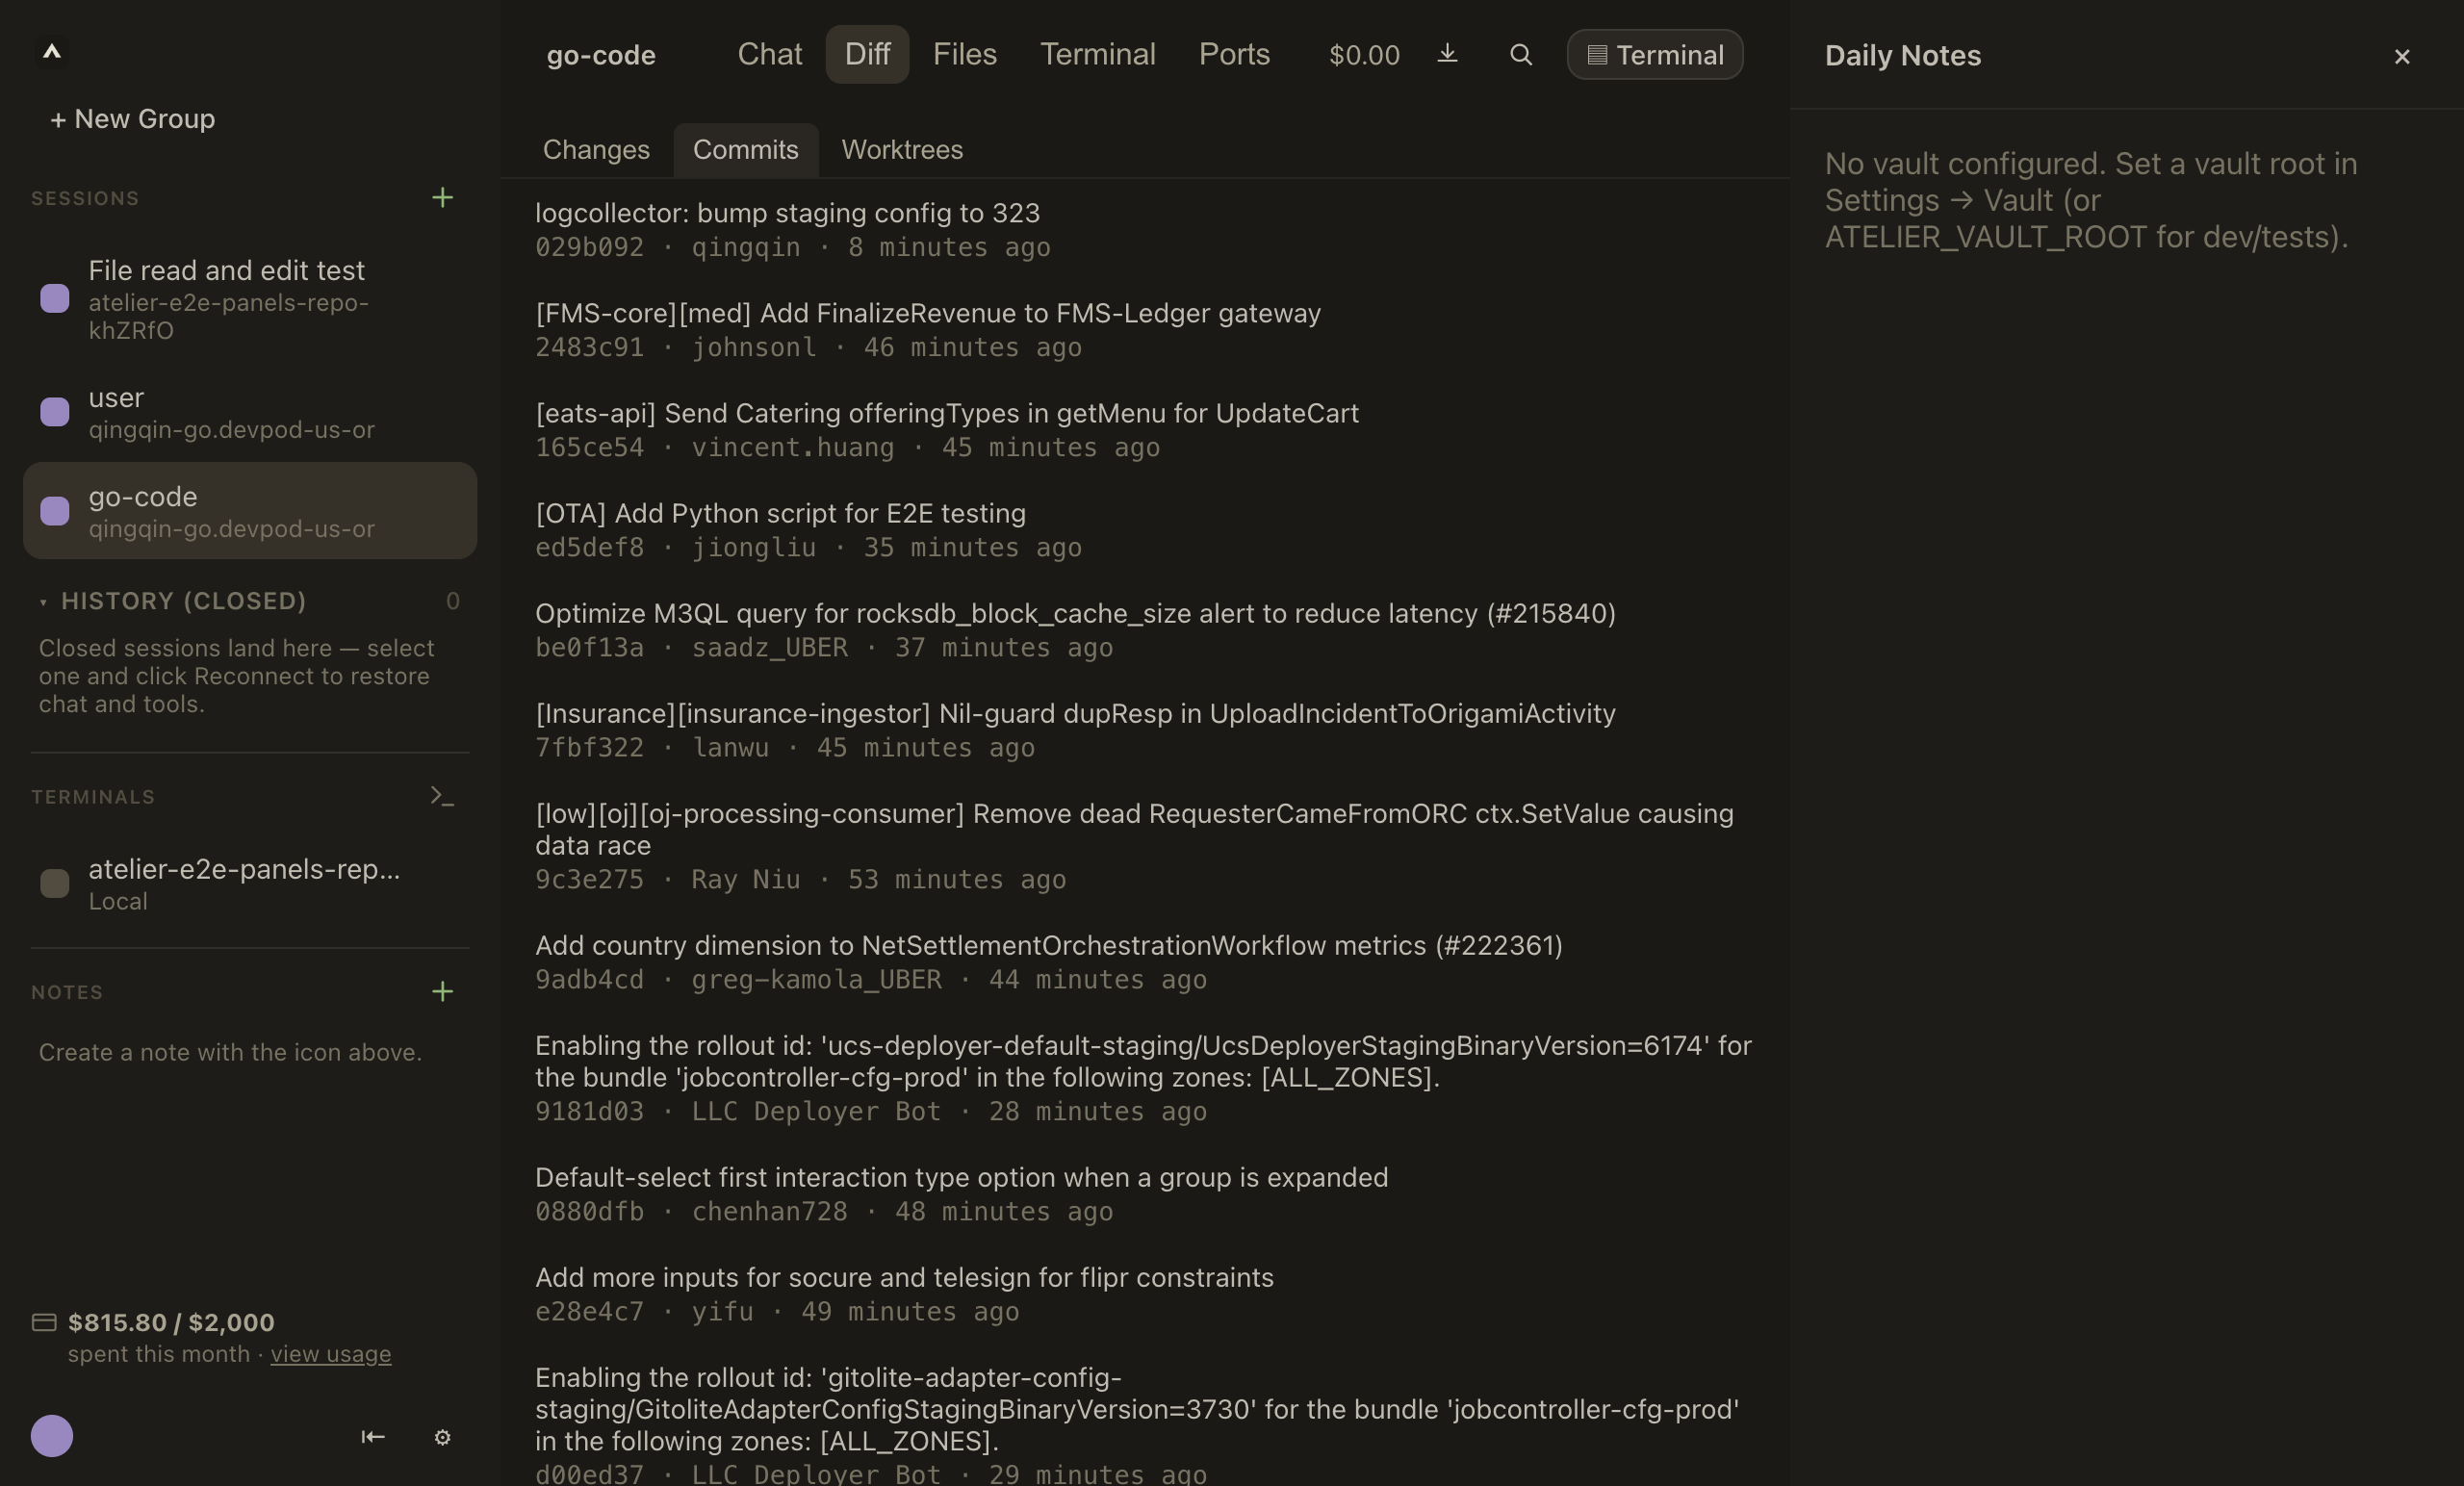 + New Group
SESSIONS
File read and edit test
atelier-e2e-panels-repo-
khZRfO
user
qingqin-go.devpod-us-or
go-code
qingqin-go.devpod-us-or
HISTORY (CLOSED) 0
Closed sessions land here — select
one and click Reconnect to restore
chat and tools.
TERMINALS
atelier-e2e-panels-rep...
Local
NOTES
Create a note with the icon above.
$815.80 / $2,000
spent this month · view usage
go-code Chat Diff Files Terminal Ports $0.00 Terminal
Changes Commits Worktrees
logcollector: bump staging config to 323
029b092 · qingqin · 8 minutes ago
[FMS-core][med] Add FinalizeRevenue to FMS-Ledger gateway
2483c91 · johnsonl · 46 minutes ago
[eats-api] Send Catering offeringTypes in getMenu for UpdateCart
165ce54 · vincent.huang · 45 minutes ago
[OTA] Add Python script for E2E testing
ed5def8 · jiongliu · 35 minutes ago
Optimize M3QL query for rocksdb_block_cache_size alert to reduce latency (#215840)
be0f13a · saadz_UBER · 37 minutes ago
[Insurance][insurance-ingestor] Nil-guard dupResp in UploadIncidentToOrigamiActivity
7fbf322 · lanwu · 45 minutes ago
[low][oj][oj-processing-consumer] Remove dead RequesterCameFromORC ctx.SetValue causing
data race
9c3e275 · Ray Niu · 53 minutes ago
Add country dimension to NetSettlementOrchestrationWorkflow metrics (#222361)
9adb4cd · greg-kamola_UBER · 44 minutes ago
Enabling the rollout id: 'ucs-deployer-default-staging/UcsDeployerStagingBinaryVersion=6174' for
the bundle 'jobcontroller-cfg-prod' in the following zones: [ALL_ZONES].
9181d03 · LLC Deployer Bot · 28 minutes ago
Default-select first interaction type option when a group is expanded
0880dfb · chenhan728 · 48 minutes ago
Add more inputs for socure and telesign for flipr constraints
e28e4c7 · yifu · 49 minutes ago
Enabling the rollout id: 'gitolite-adapter-config-
staging/GitoliteAdapterConfigStagingBinaryVersion=3730' for the bundle 'jobcontroller-cfg-prod'
in the following zones: [ALL_ZONES].
d00ed37 · LLC Deployer Bot · 29 minutes ago
Daily Notes ×
No vault configured. Set a vault root in
Settings → Vault (or
ATELIER_VAULT_ROOT for dev/tests).